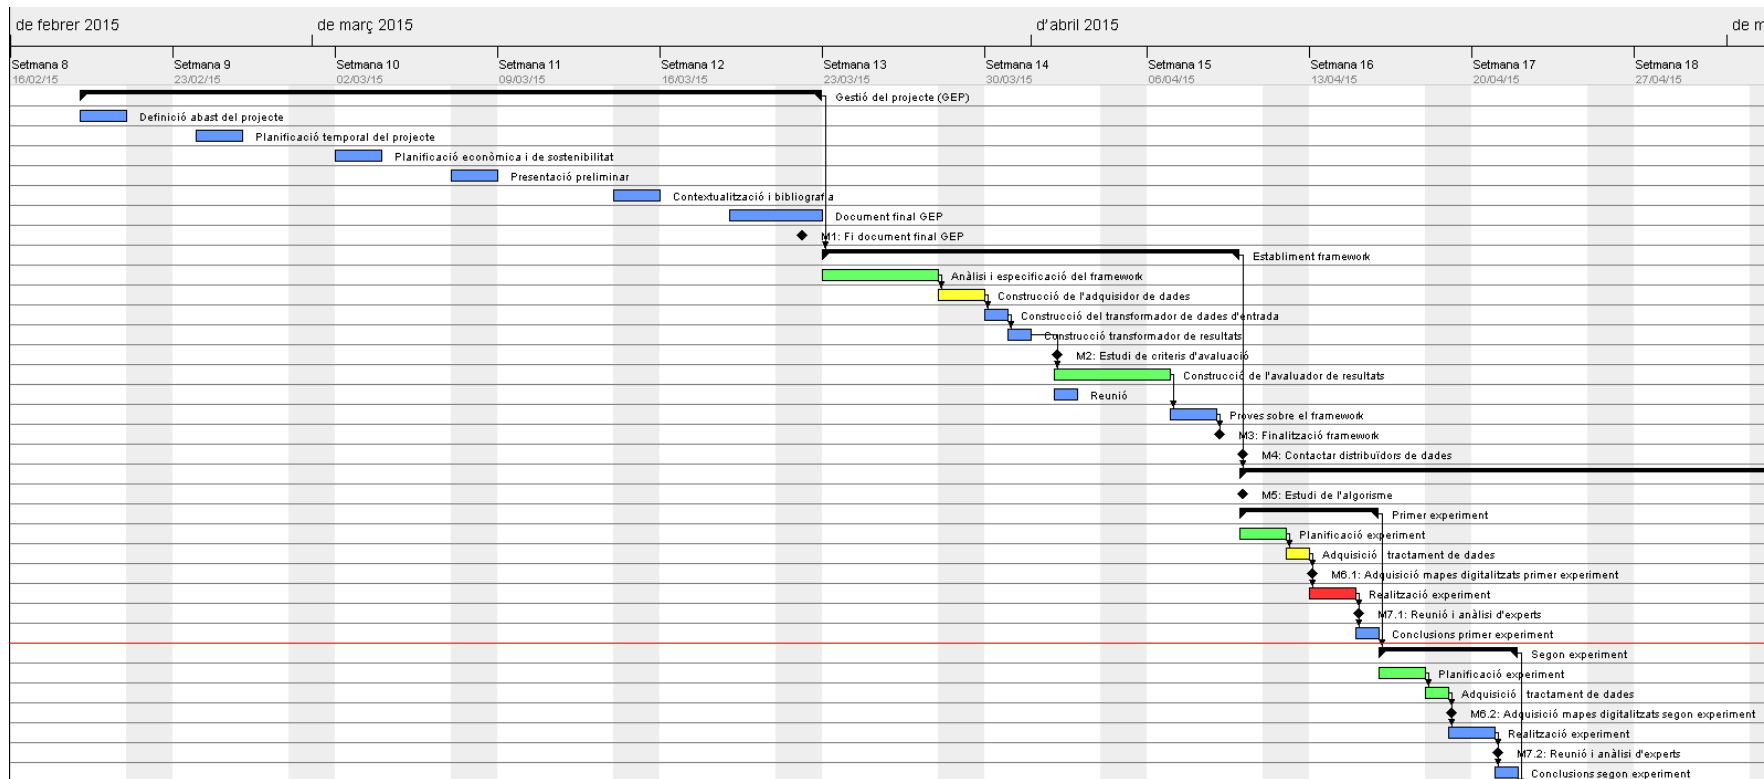 de febrer 2015
de març 2015
d'abril 2015
de m
Setmana 8
Setmana 9
Setmana 10
Setmana 11
Setmana 12
Setmana 13
Setmana 14
Setmana 15
Setmana 16
Setmana 17
Setmana 18
16/02/15
23/02/15
02/03/15
09/03/15
16/03/15
23/03/15
30/03/15
06/04/15
13/04/15
20/04/15
27/04/15
Gestió del projecte (GEP)
Definició abast del projecte
Planificació temporal del projecte
Planificació econòmica i de sostenibilitat
Presentació preliminar
Contextualització i bibliografia
Document final GEP
M1: Fi document final GEP
Establiment framework
Anàlisi i especificació del framework
Construcció de l'adquisidor de dades
Construcció del transformador de dades d'entrada
Construcció transformador de resultats
M2: Estudi de criteris d'avaluació
Construcció de l'avaluador de resultats
Reunió
Proves sobre el framework
M3: Finalització framework
M4: Contactar distribuïdors de dades
M5: Estudi de l'algorisme
Primer experiment
Planificació experiment
Adquisició tractament de dades
M6.1: Adquisició mapes digitalitzats primer experiment
Realització experiment
M7.1: Reunió i anàlisi d'experts
Conclusions primer experiment
Segon experiment
Planificació experiment
Adquisició tractament de dades
M6.2: Adquisició mapes digitalitzats segon experiment
Realització experiment
M7.2: Reunió i anàlisi d'experts
Conclusions segon experiment